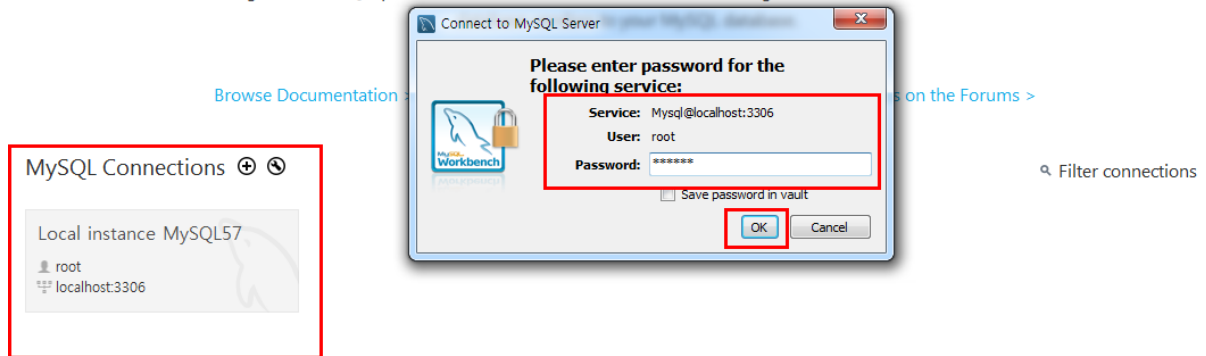 Connect to MySQL Server
Please enter password for the
following service:
Browse Documentation >
on the Forums >
Service: Mysql@localhost:3306
User: root
Password: ******
MySQL Workbench
Save password in vault
OK Cancel
MySQL Connections
Filter connections
Local instance MySQL57
root
localhost:3306